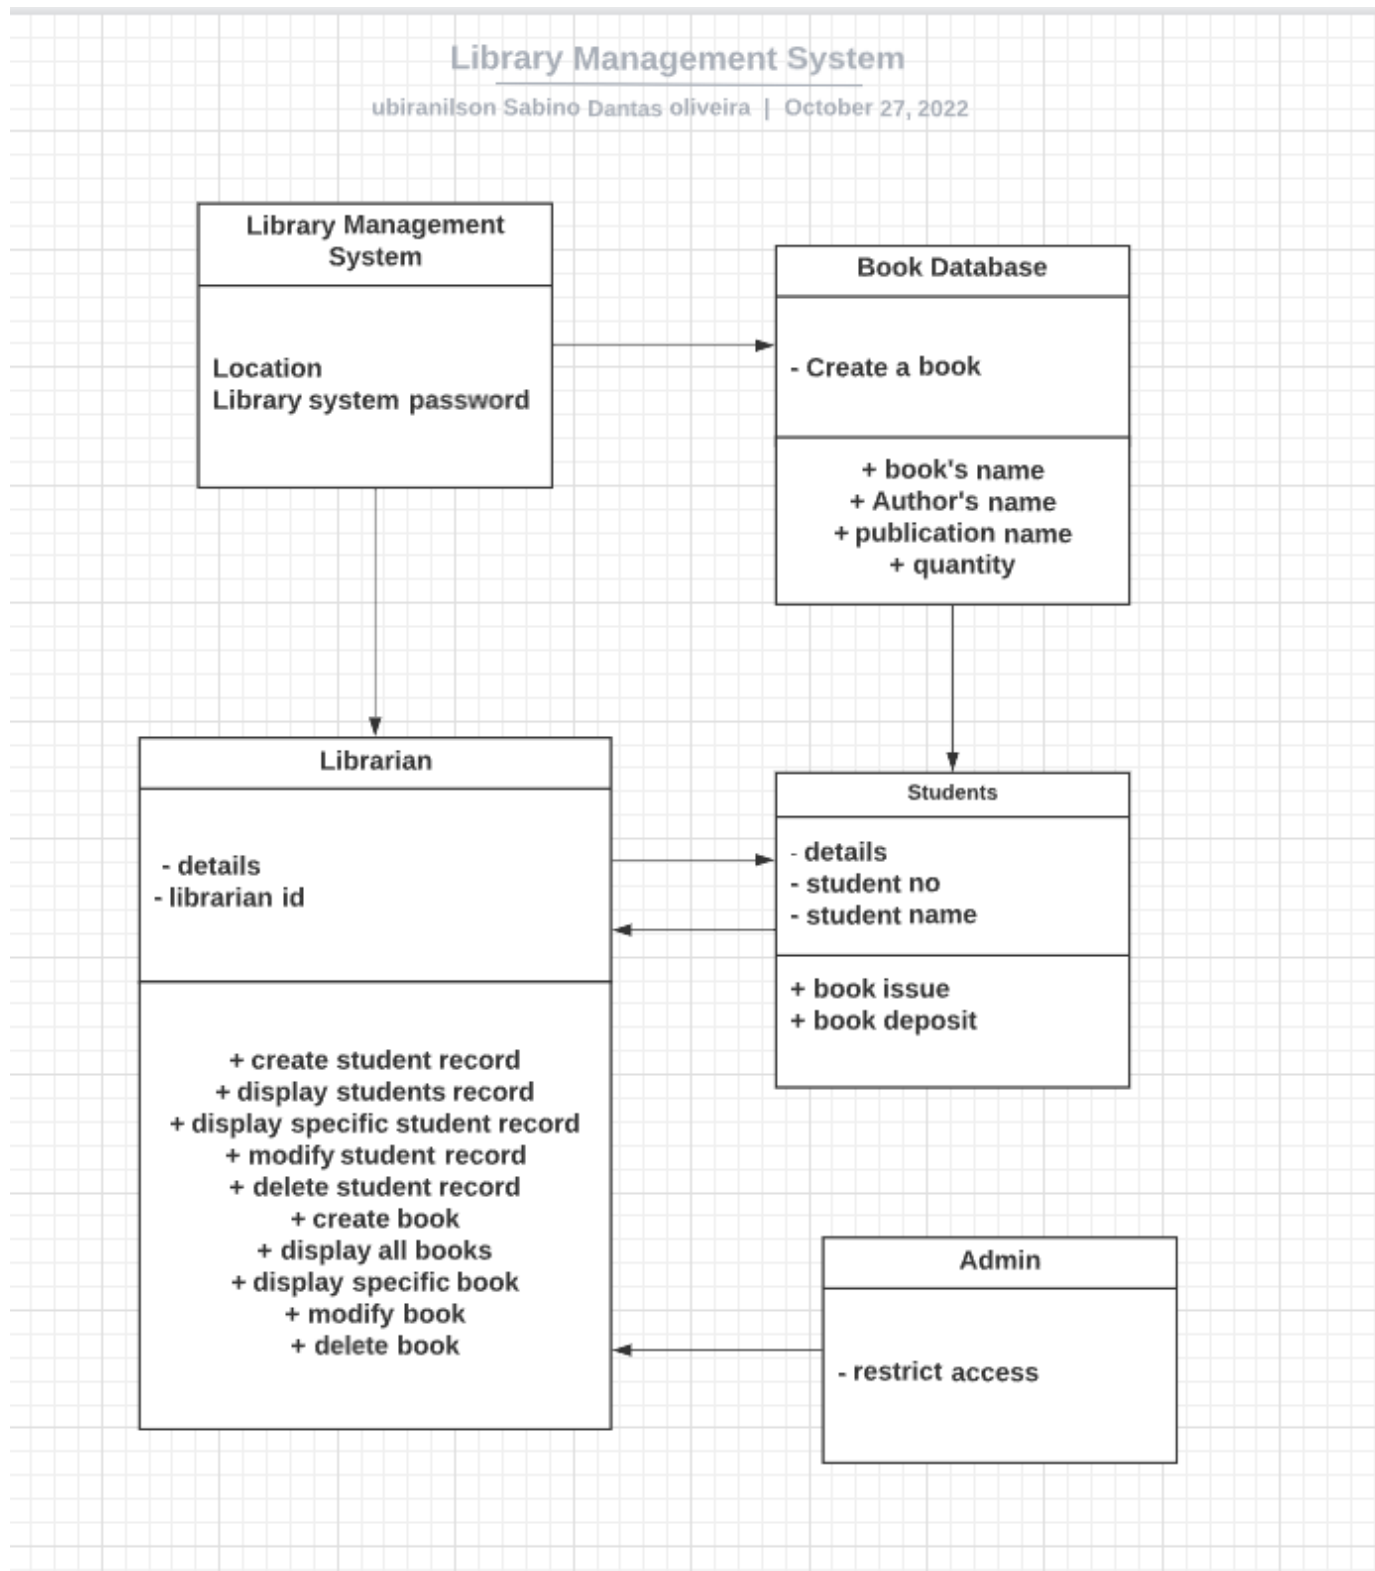 Library Management System
ubiranilson Sabino Dantas oliveira | October 27, 2022
Library Management
System
Location
Library system password
Book Database
- Create a book
+ book's name
+ Author's name
+ publication name
+ quantity
Librarian
- details
- librarian id
+ create student record
+ display students record
+ display specific student record
+ modify student record
+ delete student record
+ create book
+ display all books
+ display specific book
+ modify book
+ delete book
Students
- details
- student no
- student name
+ book issue
+ book deposit
Admin
- restrict access